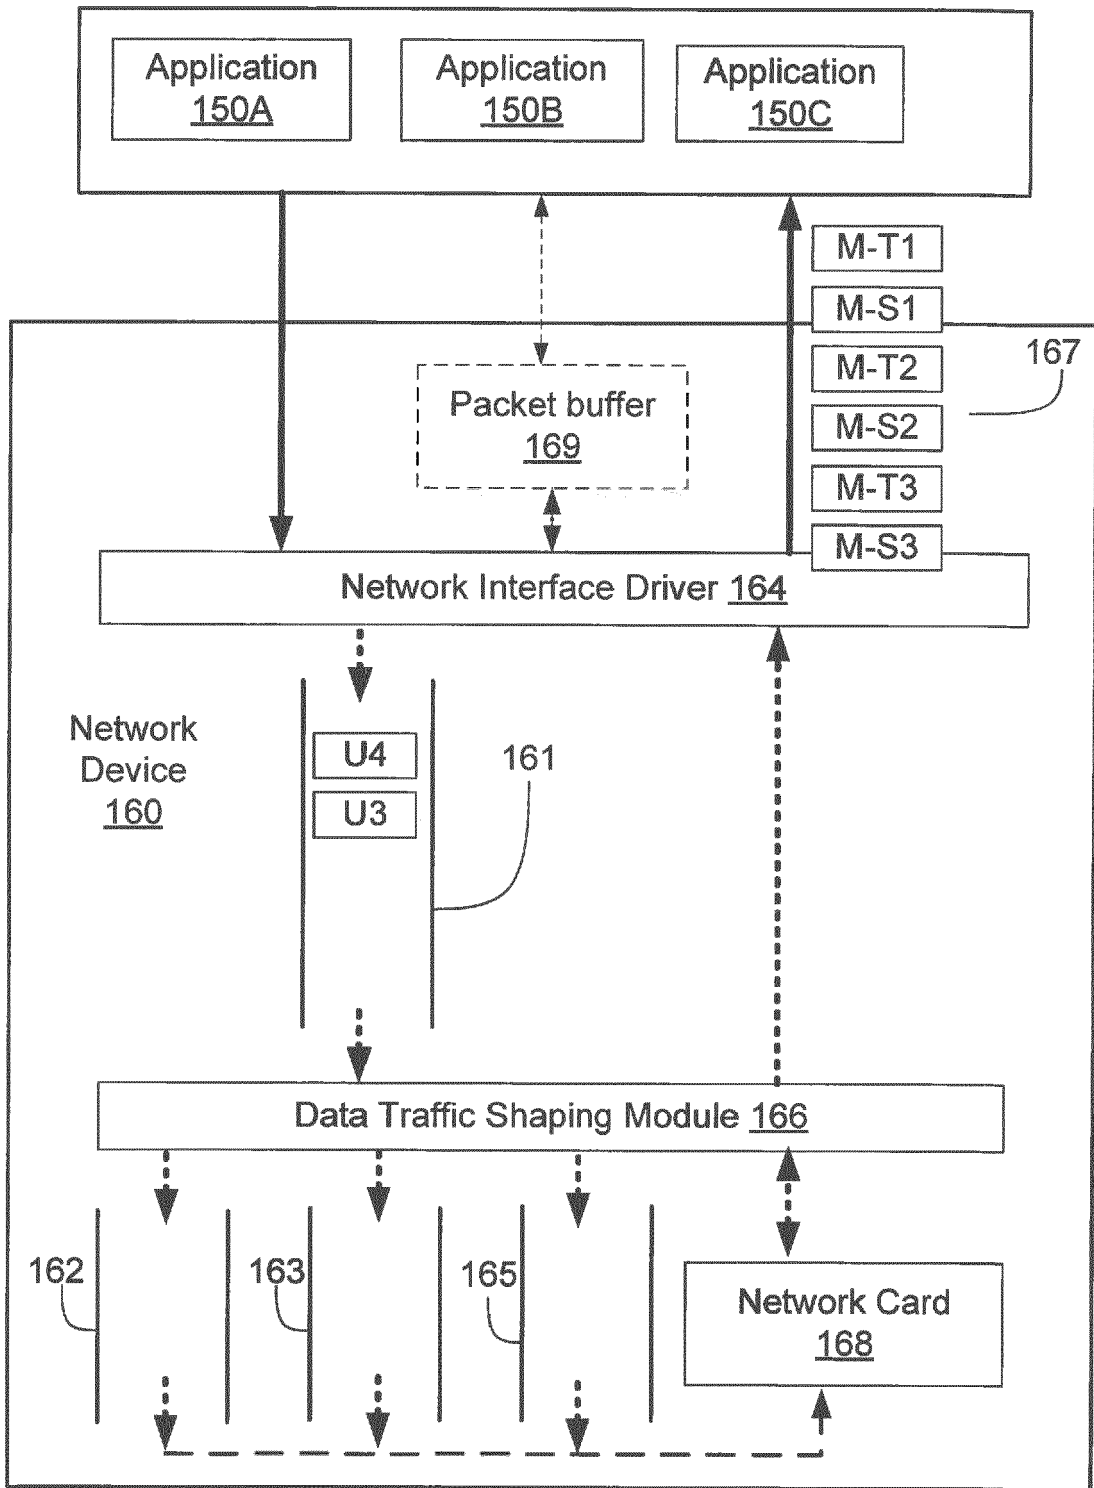 Application
150A
Application
150B
Application
150C
M-T1
M-S1
M-T2
M-S2
M-T3
M-S3
167
Packet buffer
169
Network Interface Driver 164
Network
Device
160
U4
U3
161
Data Traffic Shaping Module 166
162
163
165
Network Card
168